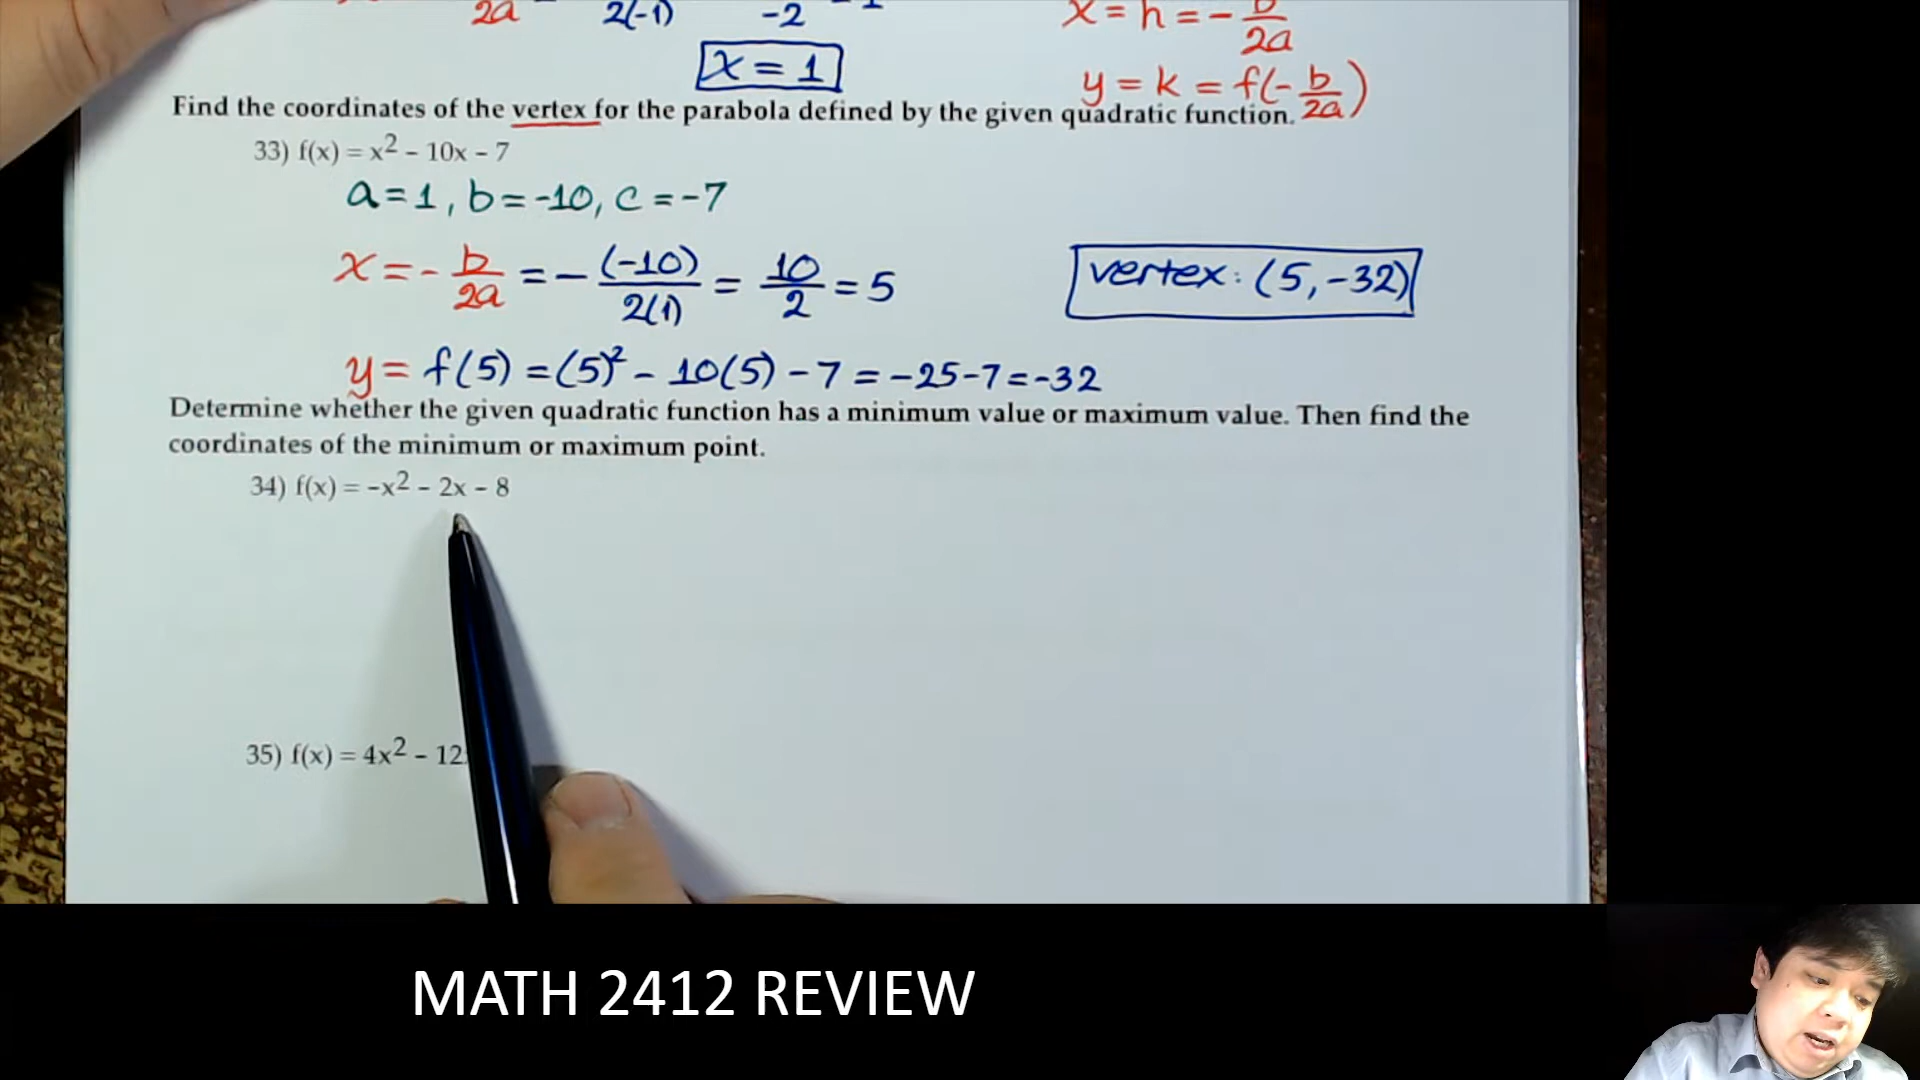 2a 2(-1) -2
x = h = - b/2a
x = 1
y = k = f(- b/2a)
Find the coordinates of the vertex for the parabola defined by the given quadratic function.
33) f(x) = x² - 10x - 7
a = 1, b = -10, c = -7
x = - b/2a = - (-10)/2(1) = 10/2 = 5
vertex: (5, -32)
y = f(5) = (5)² - 10(5) - 7 = -25 - 7 = -32
Determine whether the given quadratic function has a minimum value or maximum value. Then find the
coordinates of the minimum or maximum point.
34) f(x) = -x² - 2x - 8
35) f(x) = 4x² - 12
MATH 2412 REVIEW